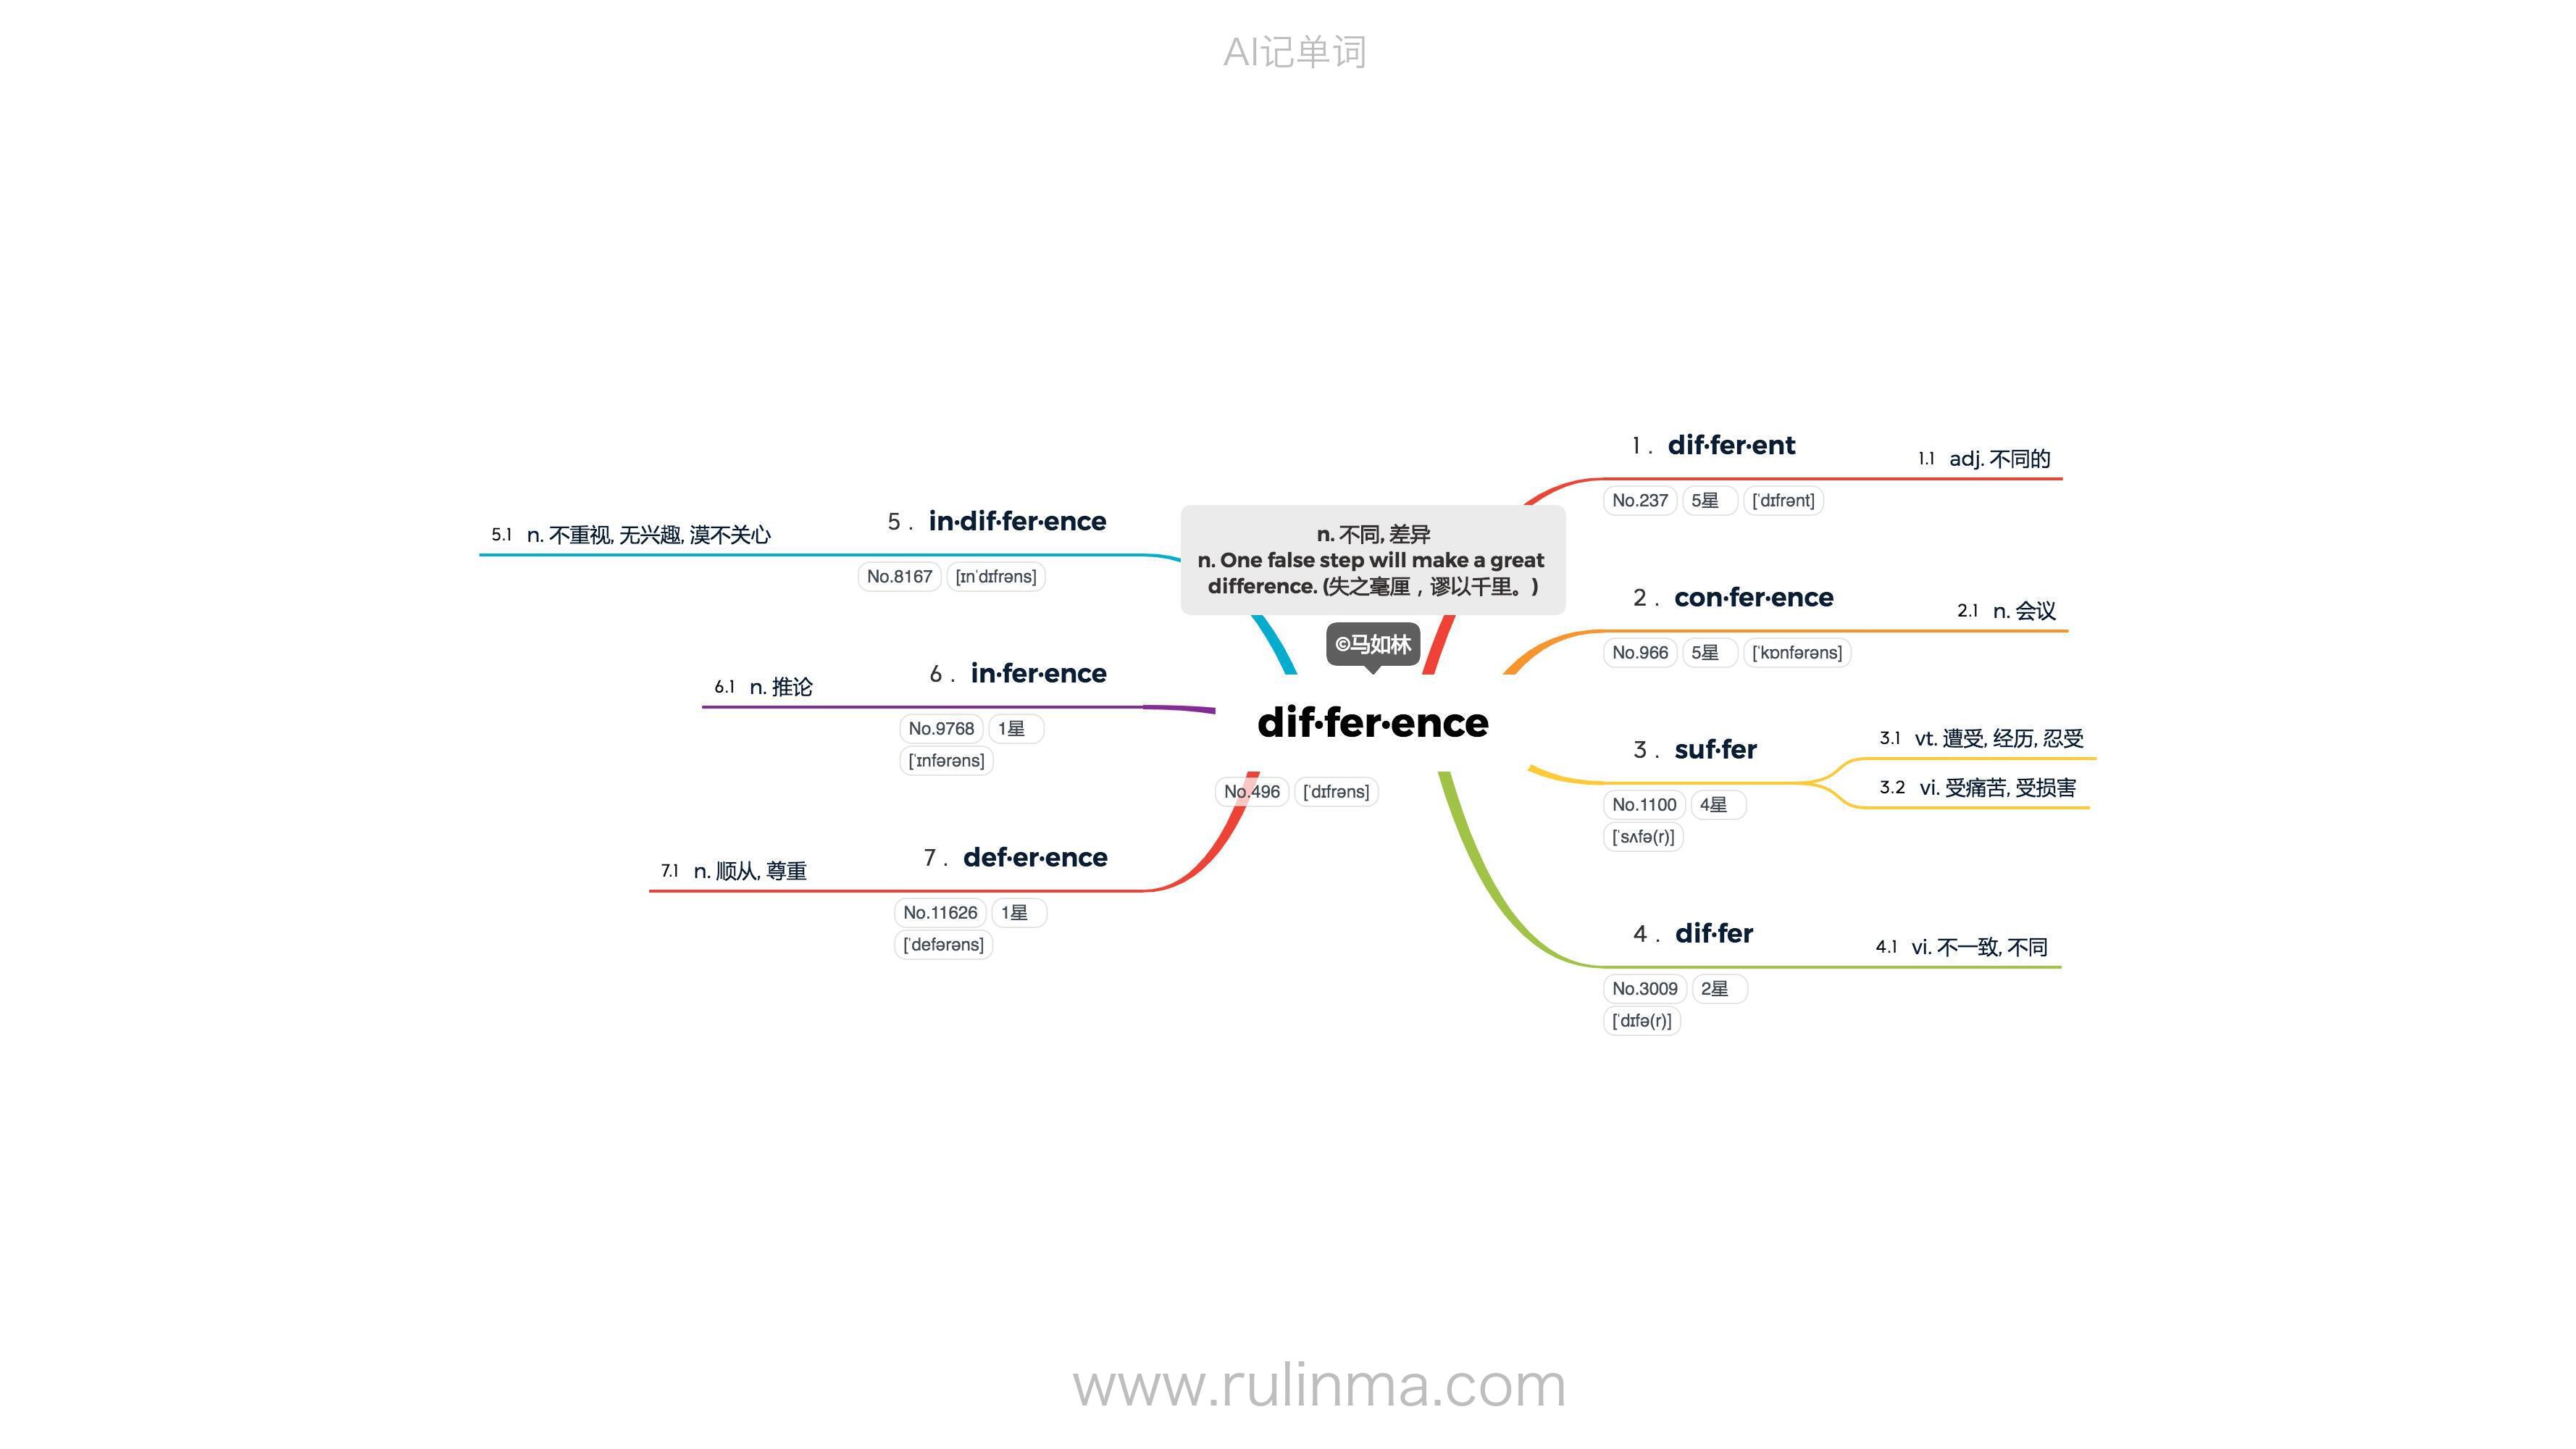 AI记单词
n. 不同, 差异
n. One false step will make a great
difference. (失之毫厘，谬以千里。)
©马如林
dif·fer·ence
No.496 [ˈdɪfrəns]
1. dif·fer·ent
No.237 5星 [ˈdɪfrənt]
1.1 adj. 不同的
2. con·fer·ence
No.966 5星 [ˈkɒnfərəns]
2.1 n. 会议
3. suf·fer
No.1100 4星
[ˈsʌfə(r)]
3.1 vt. 遭受, 经历, 忍受
3.2 vi. 受痛苦, 受损害
4. dif·fer
No.3009 2星
[ˈdɪfə(r)]
4.1 vi. 不一致, 不同
5. in·dif·fer·ence
No.8167 [ɪnˈdɪfrəns]
5.1 n. 不重视, 无兴趣, 漠不关心
6. in·fer·ence
No.9768 1星
[ˈɪnfərəns]
6.1 n. 推论
7. def·er·ence
No.11626 1星
[ˈdefərəns]
7.1 n. 顺从, 尊重
www.rulinma.com